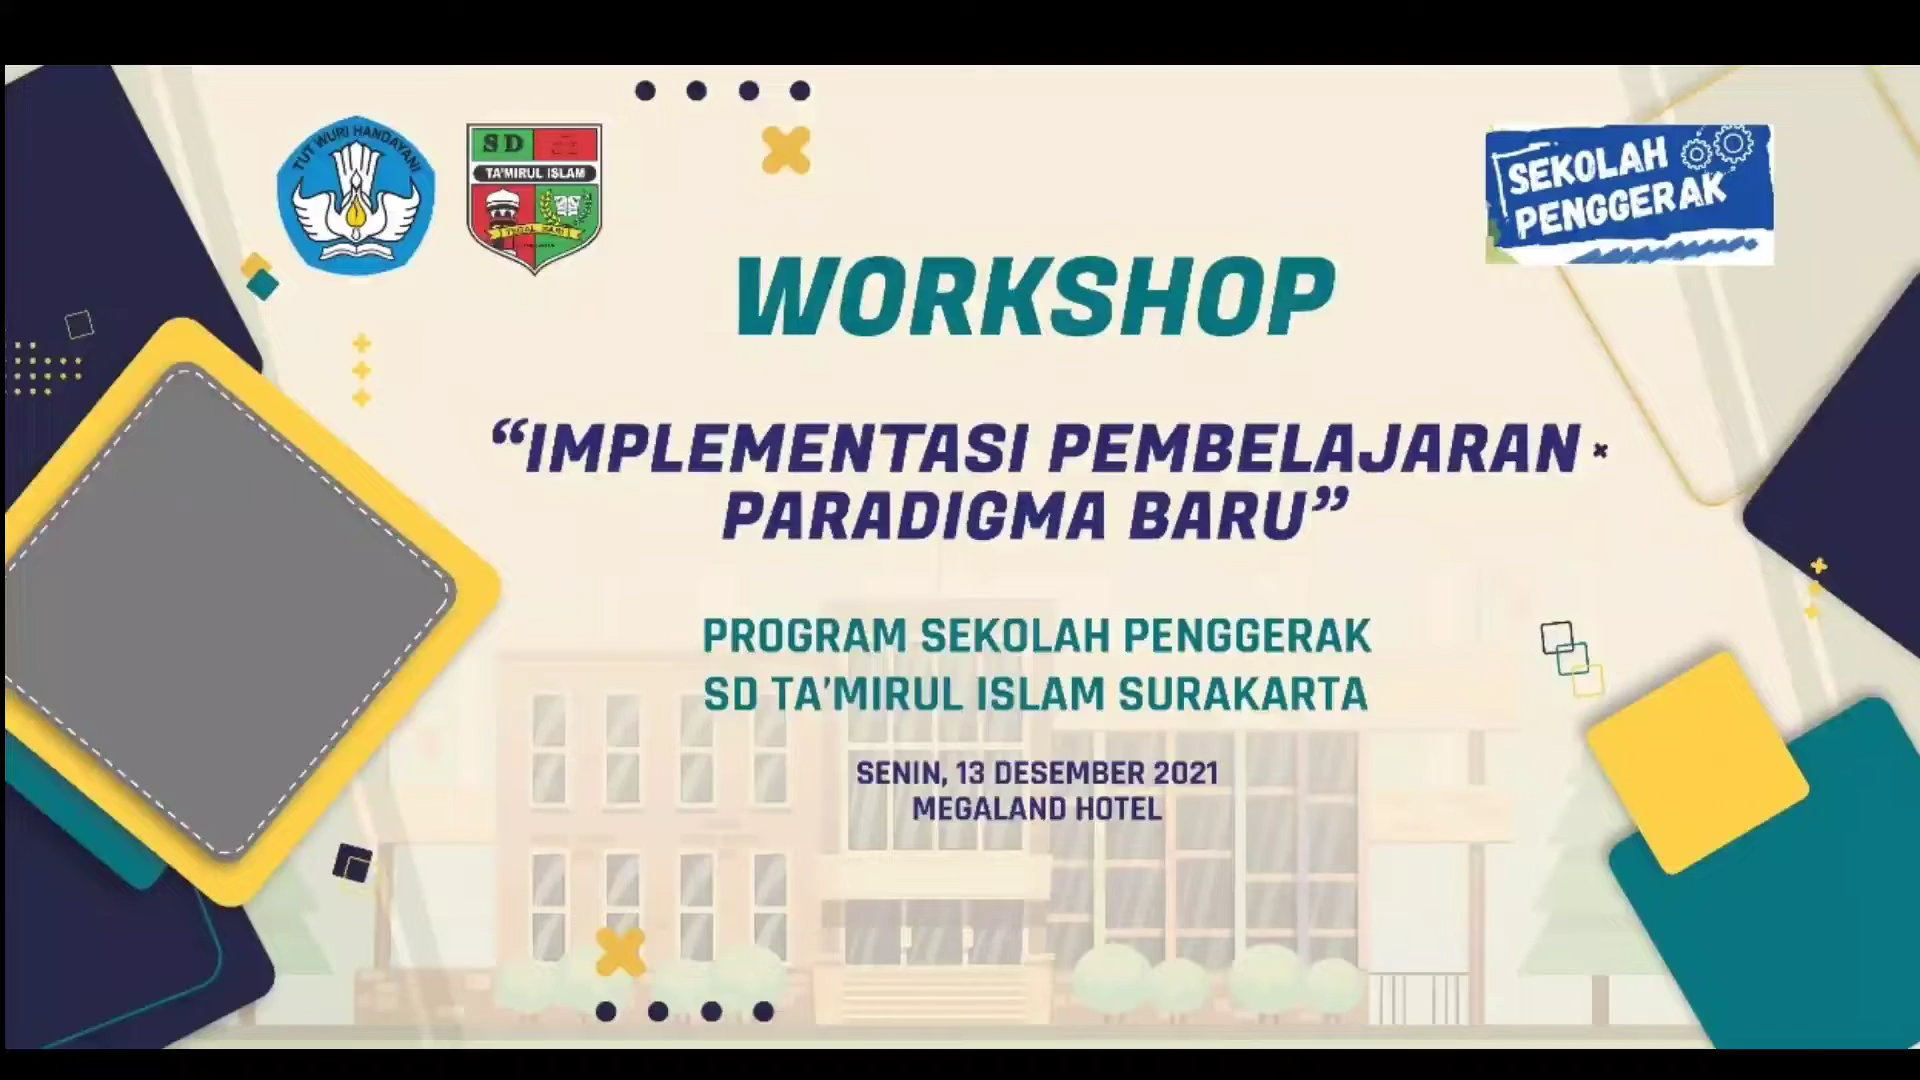 TUT WURI HANDAYANI
SD
TA'MIRUL ISLAM
SEKOLAH
PENGGERAK
WORKSHOP
“IMPLEMENTASI PEMBELAJARAN
PARADIGMA BARU”
PROGRAM SEKOLAH PENGGERAK
SD TA’MIRUL ISLAM SURAKARTA
SENIN, 13 DESEMBER 2021
MEGALAND HOTEL